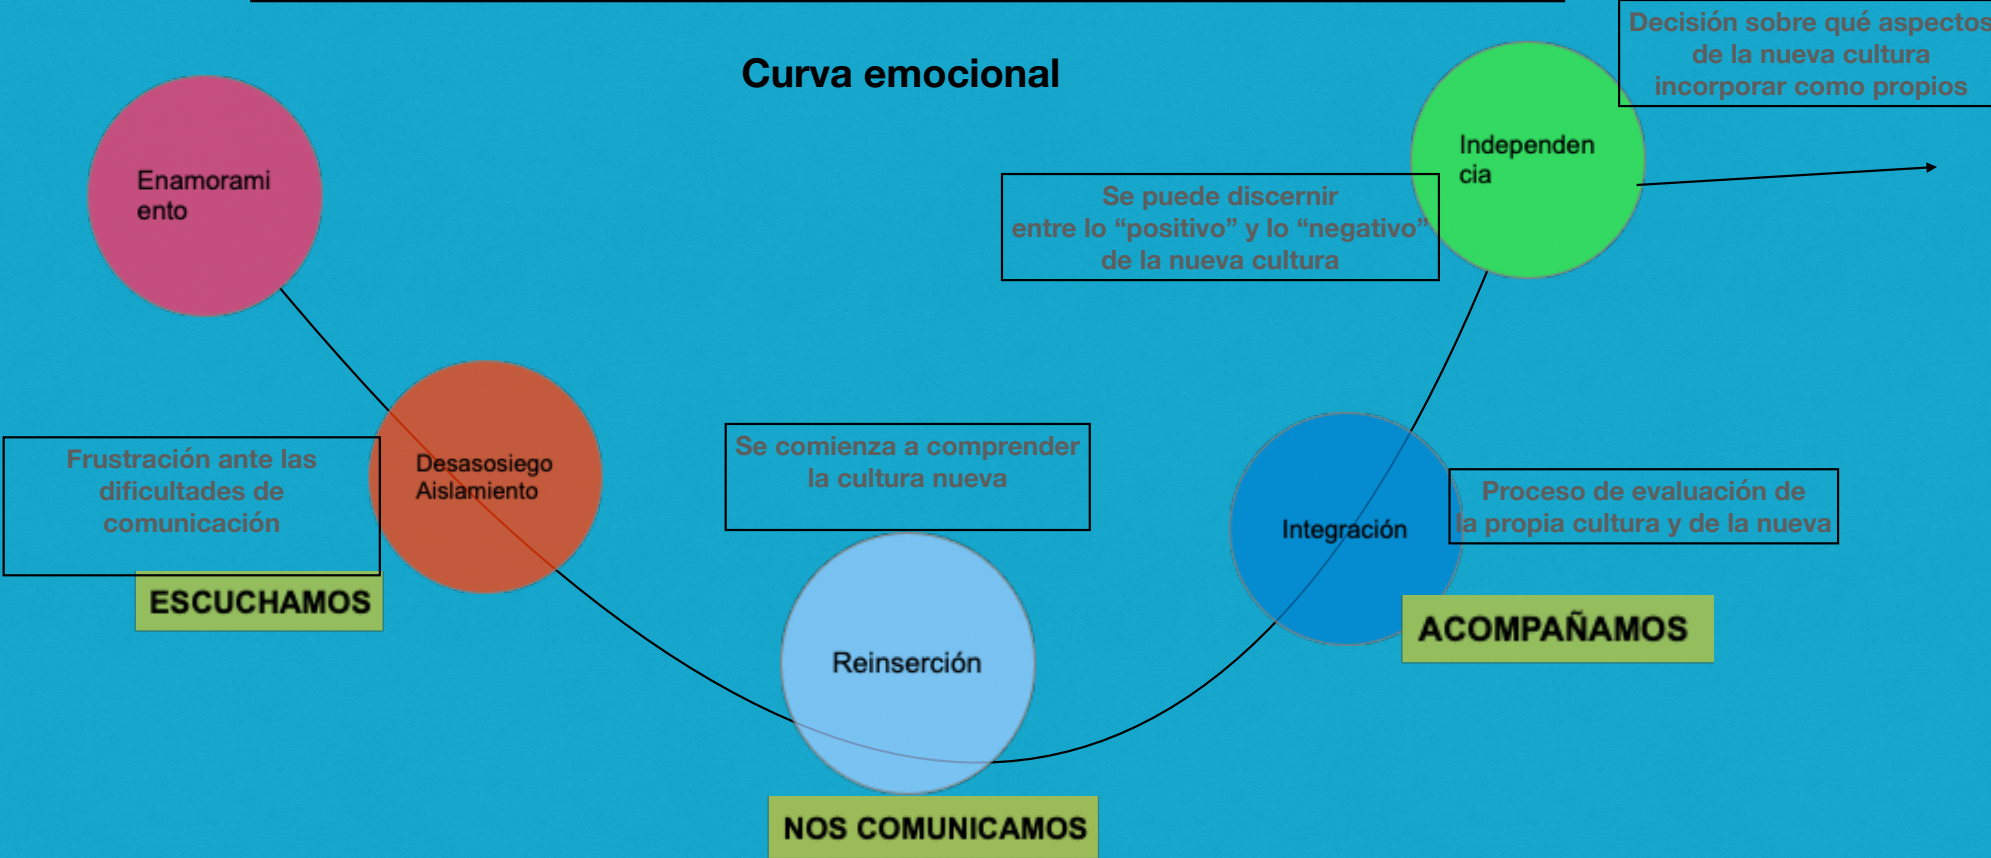 Curva emocional
Enamorami
ento
Frustración ante las
dificultades de
comunicación
ESCUCHAMOS
Desasosiego
Aislamiento
Se comienza a comprender
la cultura nueva
Reinserción
NOS COMUNICAMOS
Integración
Proceso de evaluación de
la propia cultura y de la nueva
ACOMPAÑAMOS
Se puede discernir
entre lo “positivo” y lo “negativo”
de la nueva cultura
Independen
cia
Decisión sobre qué aspectos
de la nueva cultura
incorporar como propios